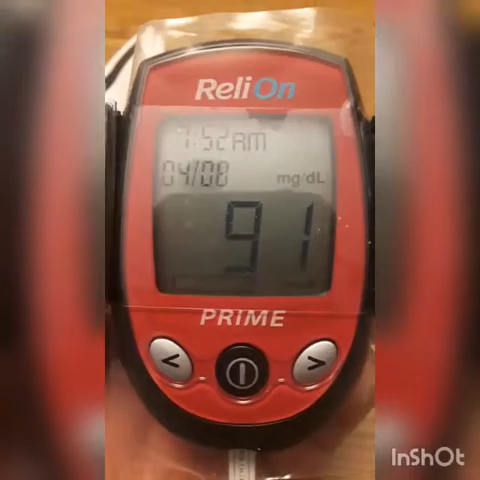 ReliOn
7:52AM
04/08
mg/dL
91
PRIME
< >
InShOt